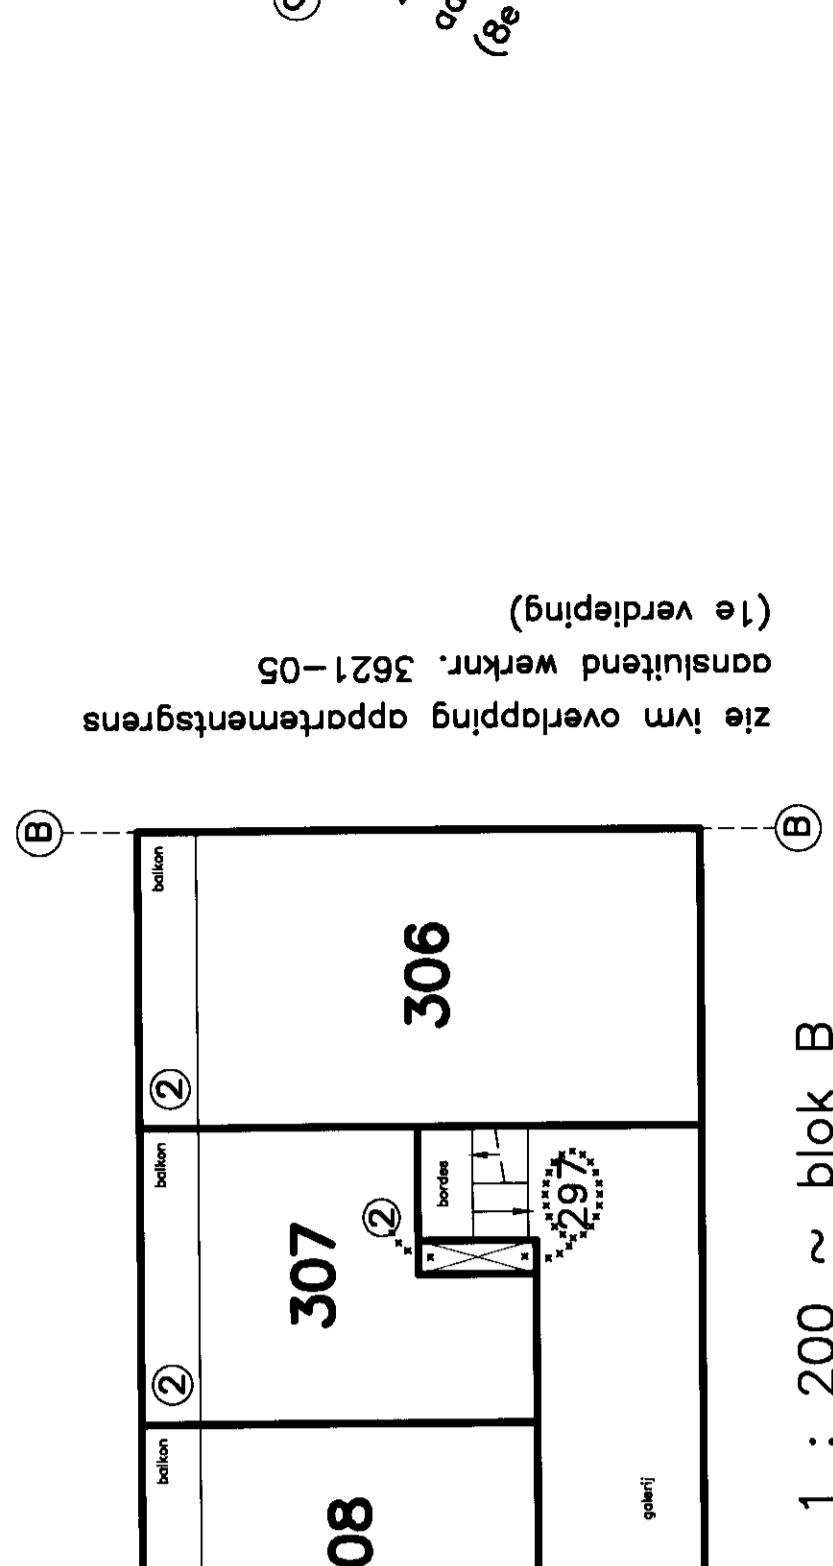 (8e
zie ivm overlapping appartementsgrens
aansluitend werknr. 3621-05
(1e verdieping)
B
B
balkon
306
2
balkon
bordes
2
297
307
2
balkon
galerij
08
1 : 200 ~ blok B